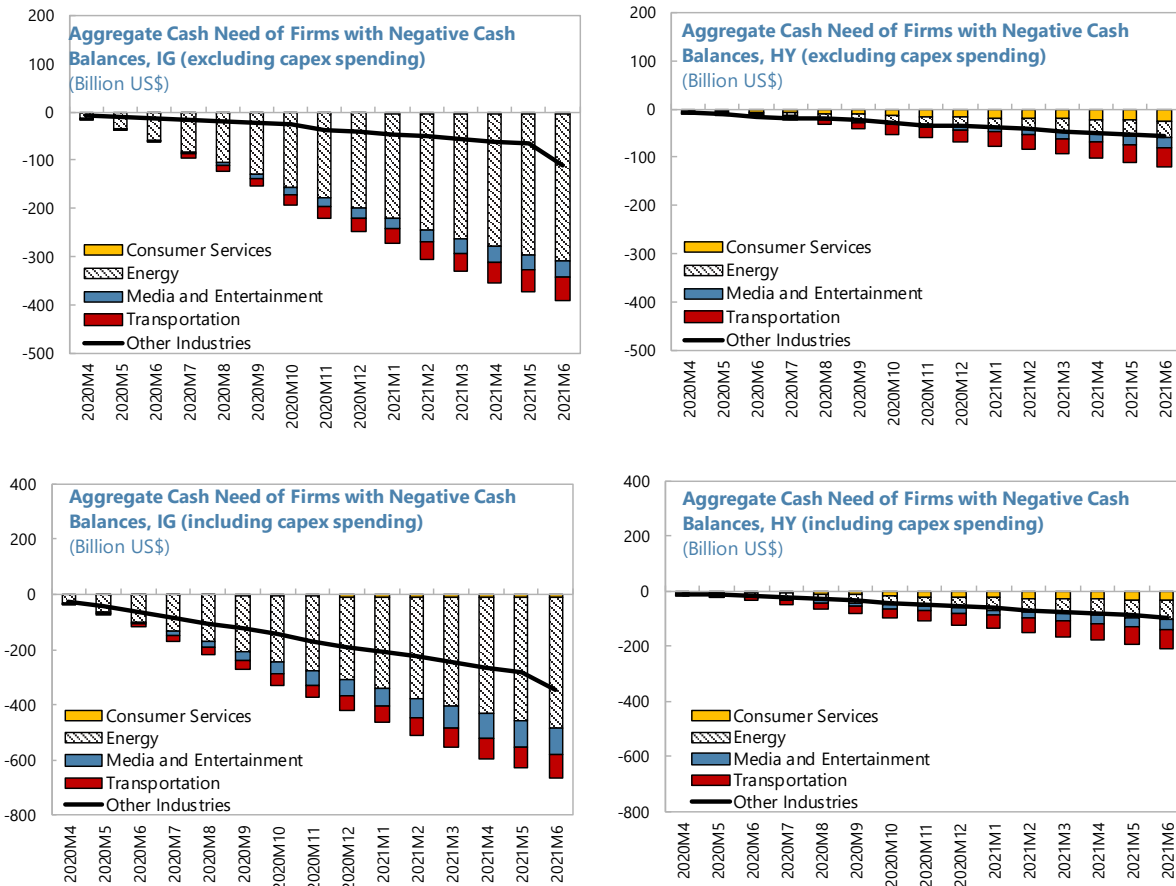 Aggregate Cash Need of Firms with Negative Cash
Balances, IG (excluding capex spending)
(Billion US$)
200
100
0
-100
-200
-300
-400
-500
Consumer Services
Energy
Media and Entertainment
Transportation
Other Industries
2020M4
2020M5
2020M6
2020M7
2020M8
2020M9
2020M10
2020M11
2020M12
2021M1
2021M2
2021M3
2021M4
2021M5
2021M6
Aggregate Cash Need of Firms with Negative Cash
Balances, HY (excluding capex spending)
(Billion US$)
200
100
0
-100
-200
-300
-400
-500
Consumer Services
Energy
Media and Entertainment
Transportation
Other Industries
2020M4
2020M5
2020M6
2020M7
2020M8
2020M9
2020M10
2020M11
2020M12
2021M1
2021M2
2021M3
2021M4
2021M5
2021M6
Aggregate Cash Need of Firms with Negative Cash
Balances, IG (including capex spending)
(Billion US$)
400
200
0
-200
-400
-600
-800
Consumer Services
Energy
Media and Entertainment
Transportation
Other Industries
2020M4
2020M5
2020M6
2020M7
2020M8
2020M9
2020M10
2020M11
2020M12
2021M1
2021M2
2021M3
2021M4
2021M5
2021M6
Aggregate Cash Need of Firms with Negative Cash
Balances, HY (including capex spending)
(Billion US$)
400
200
0
-200
-400
-600
-800
Consumer Services
Energy
Media and Entertainment
Transportation
Other Industries
2020M4
2020M5
2020M6
2020M7
2020M8
2020M9
2020M10
2020M11
2020M12
2021M1
2021M2
2021M3
2021M4
2021M5
2021M6